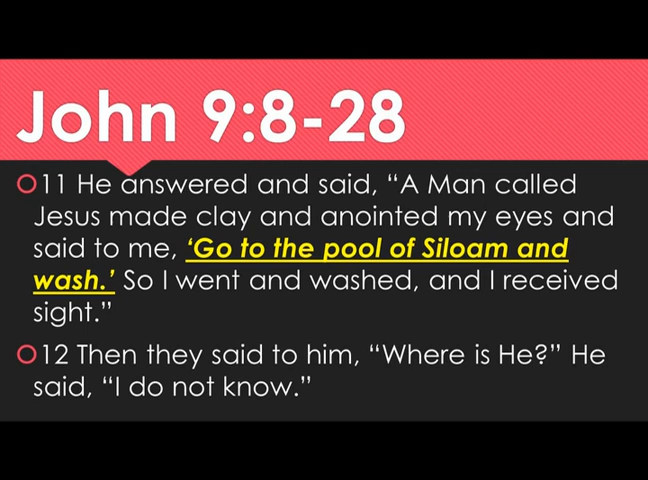 John 9:8-28
11 He answered and said, “A Man called
Jesus made clay and anointed my eyes and
said to me, ‘Go to the pool of Siloam and
wash.’ So I went and washed, and I received
sight.”
12 Then they said to him, “Where is He?” He
said, “I do not know.”